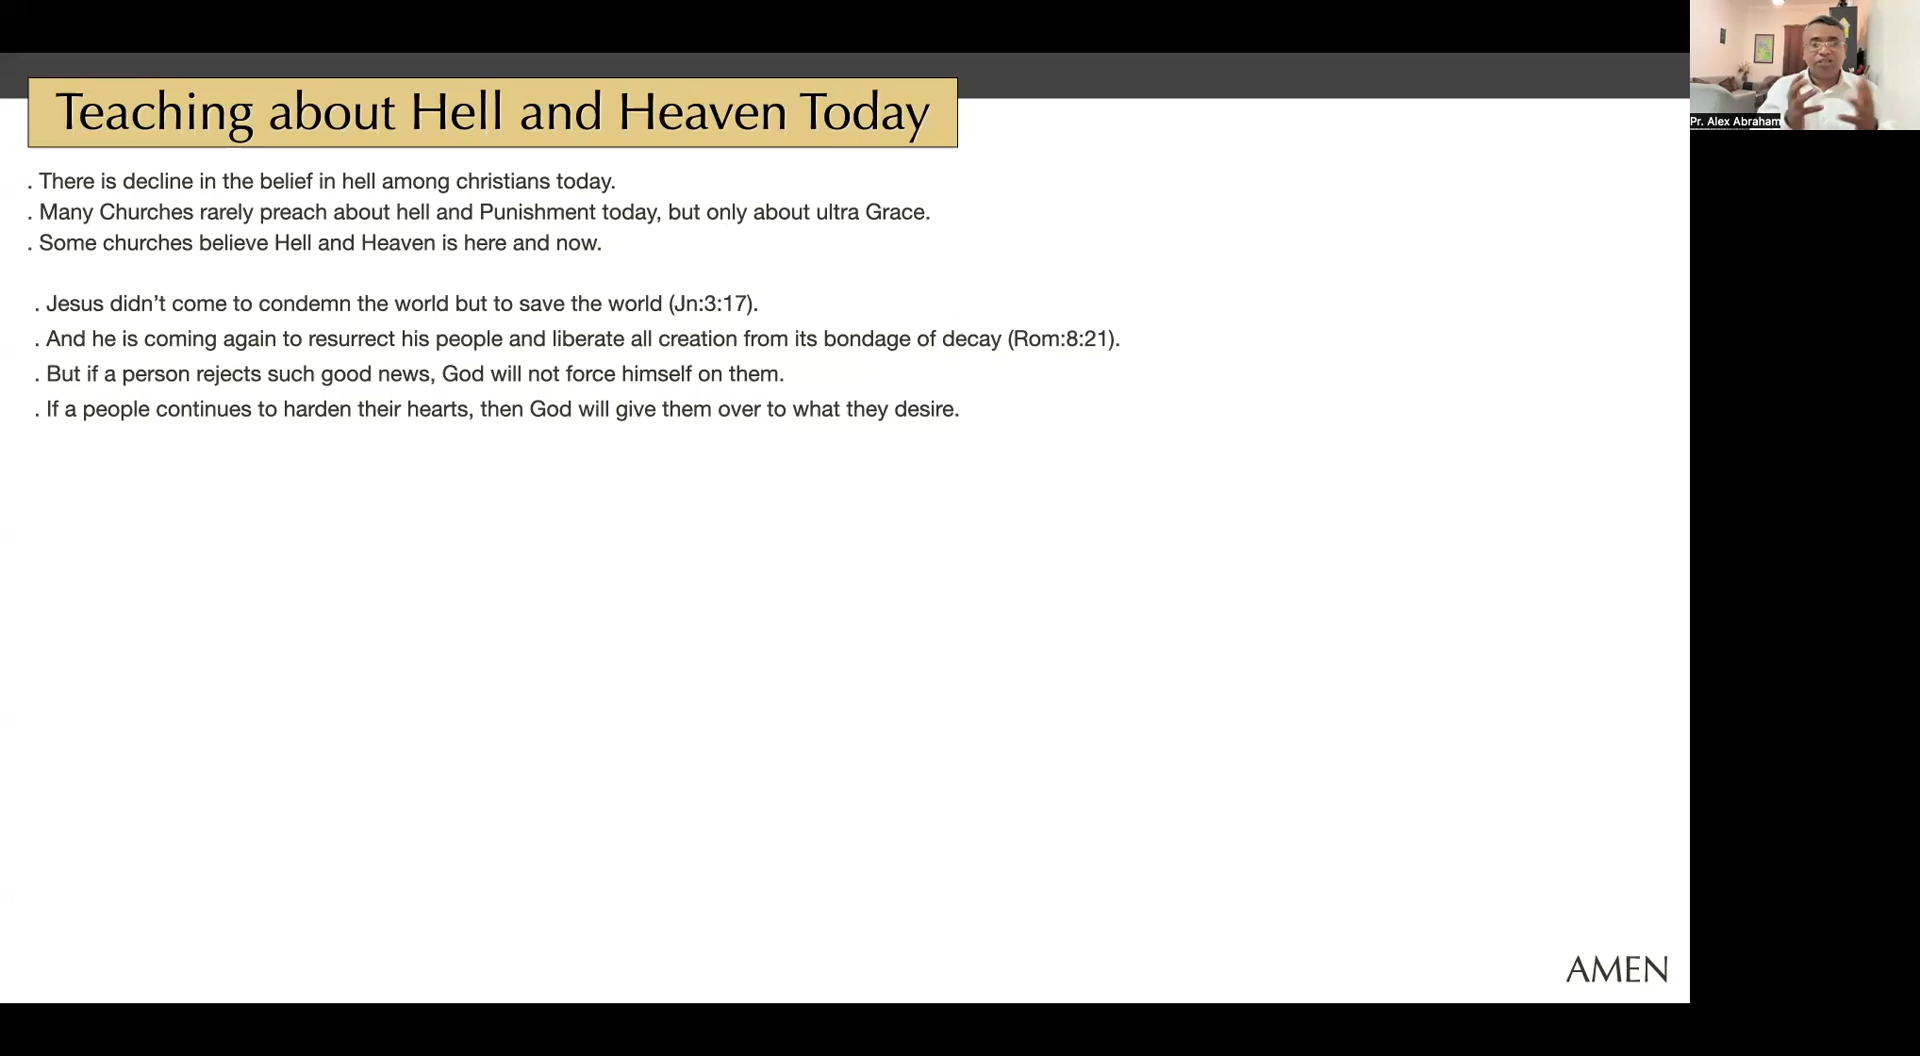 Teaching about Hell and Heaven Today
. There is decline in the belief in hell among christians today.
. Many Churches rarely preach about hell and Punishment today, but only about ultra Grace.
. Some churches believe Hell and Heaven is here and now.
. Jesus didn’t come to condemn the world but to save the world (Jn:3:17).
. And he is coming again to resurrect his people and liberate all creation from its bondage of decay (Rom:8:21).
. But if a person rejects such good news, God will not force himself on them.
. If a people continues to harden their hearts, then God will give them over to what they desire.
AMEN
Pr. Alex Abraham